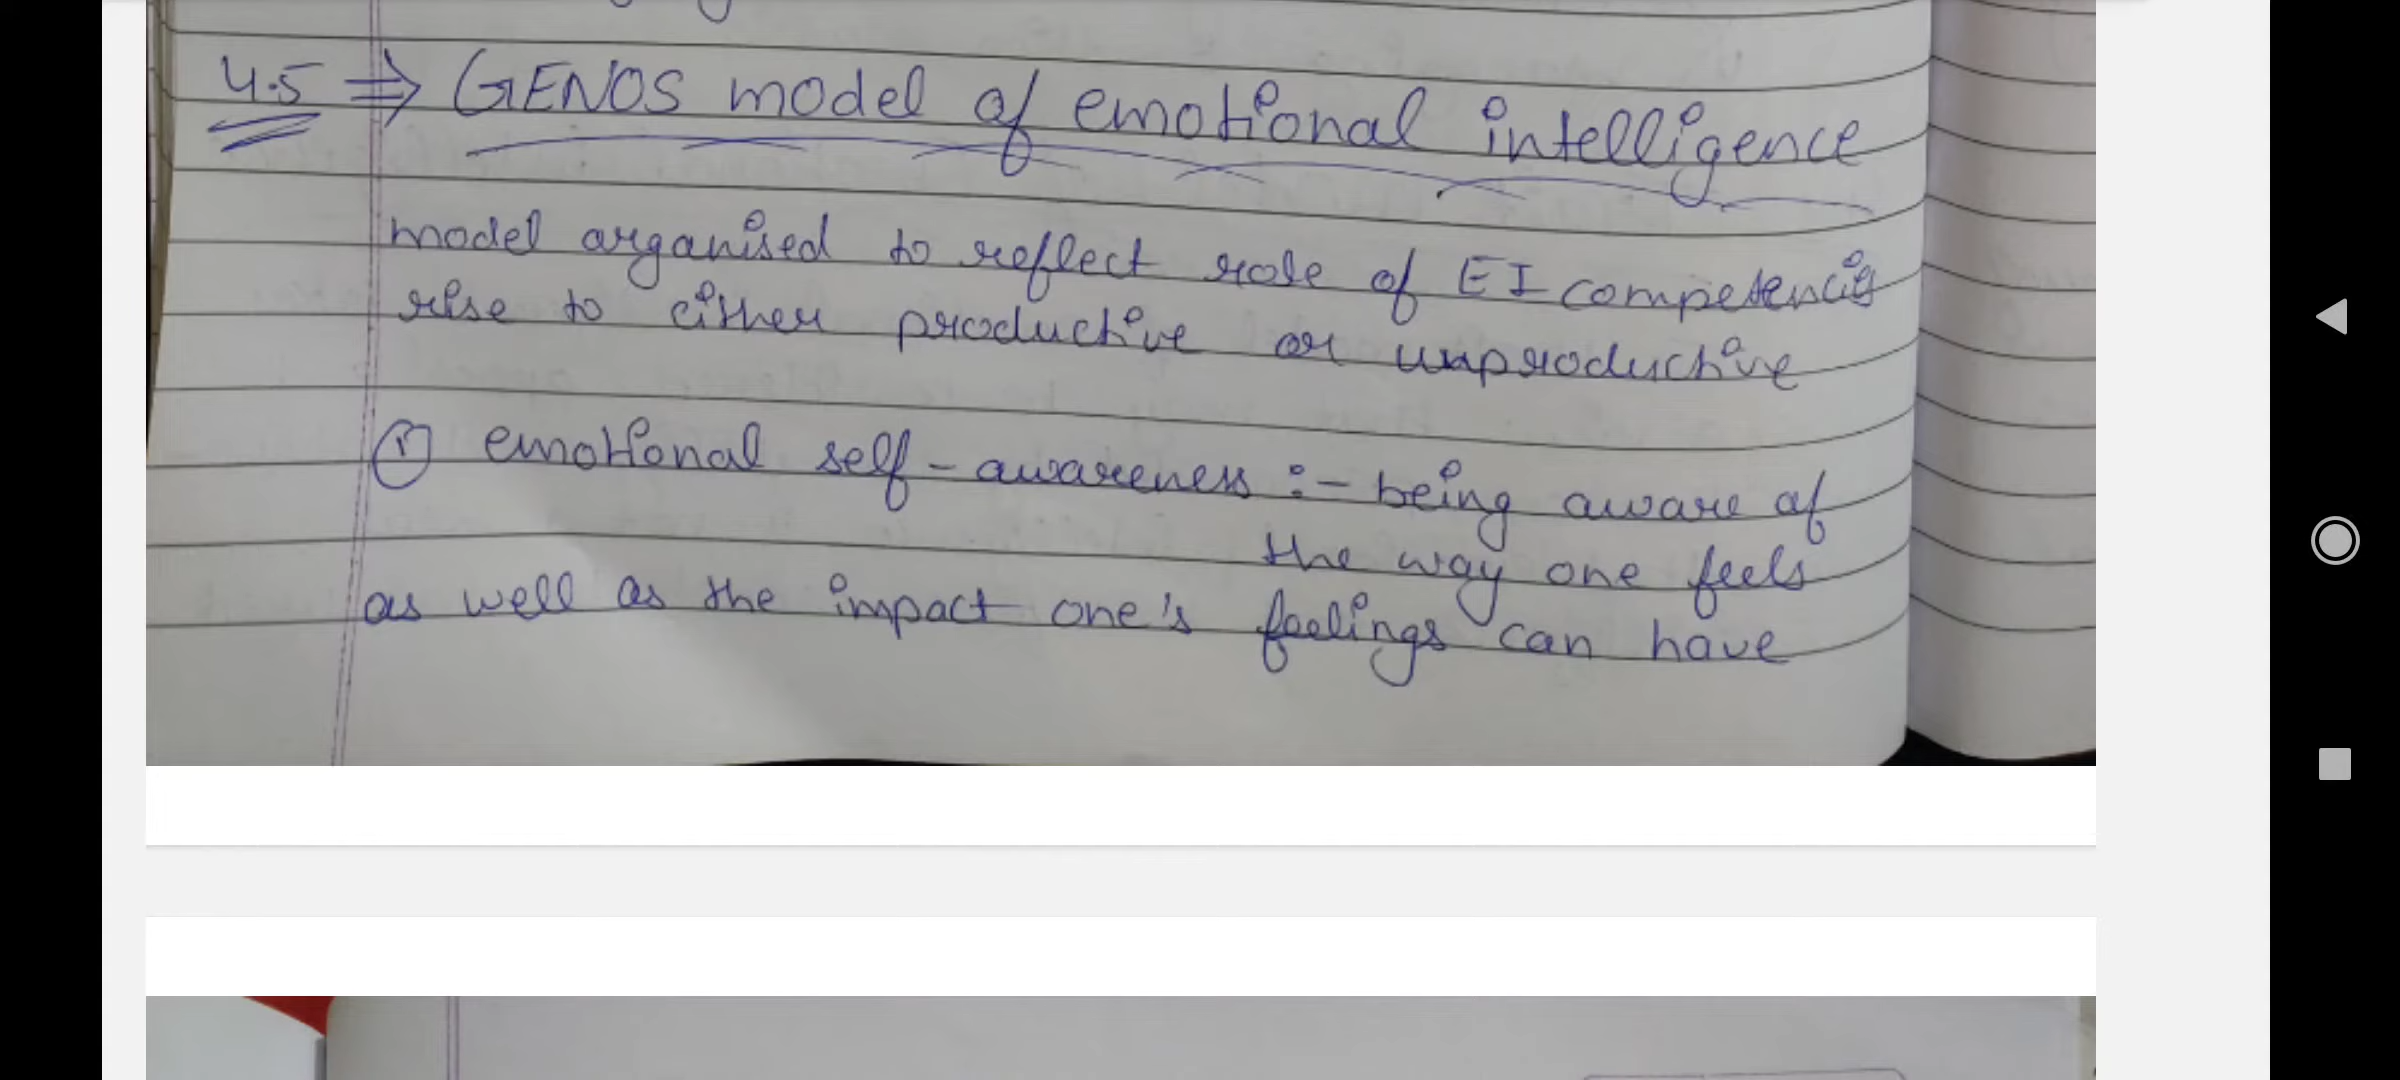 4.5 ⇒ GENOS model of emotional intelligence
model organised to reflect role of EI competencies
rise to either productive or unproductive
(i) emotional self-awareness :- being aware of
the way one feels
as well as the impact one's feelings can have